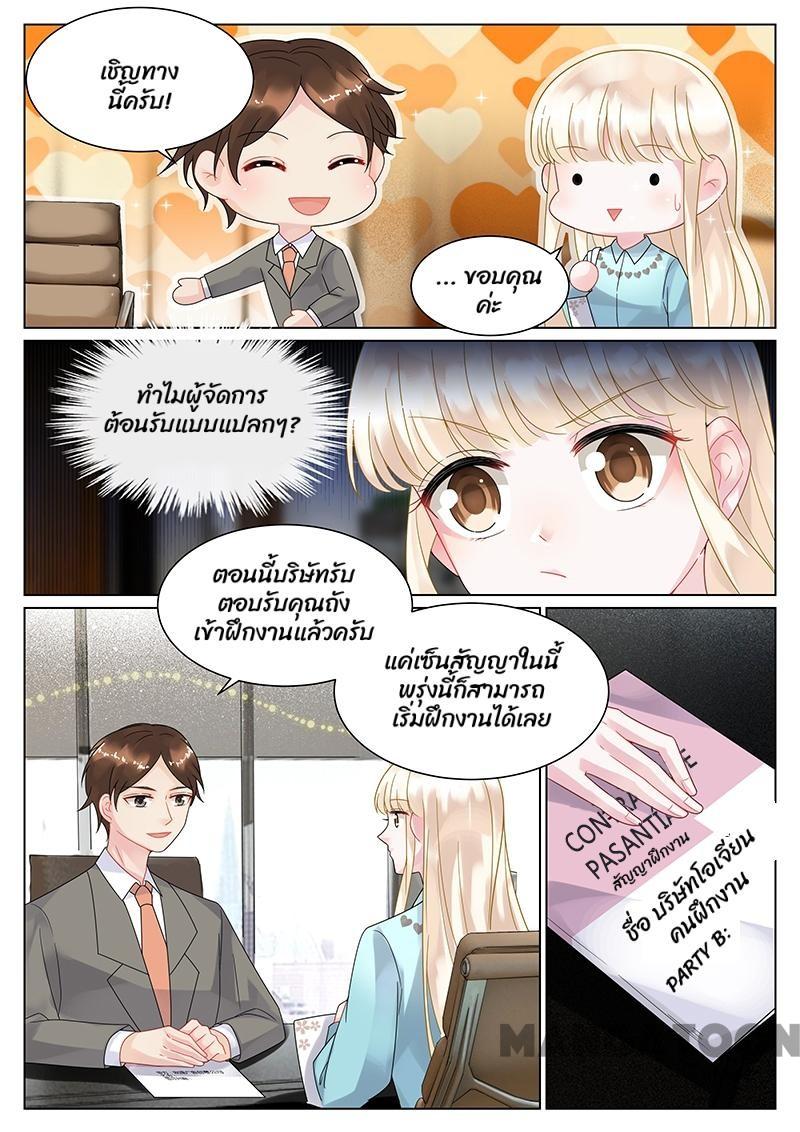 เชิญทาง
นี้ครับ!
... ขอบคุณ
ค่ะ
ทำไมผู้จัดการ
ต้อนรับแบบแปลกๆ?
ตอนนี้บริษัทรับ
ตอบรับคุณถัง
เข้าฝึกงานแล้วครับ
แค่เซ็นสัญญาในนี้
พรุ่งนี้ก็สามารถ
เริ่มฝึกงานได้เลย
PASANTÍA
สัญญาฝึกงาน
ชื่อ บริษัทโอเจียน
คนฝึกงาน
PARTY B: